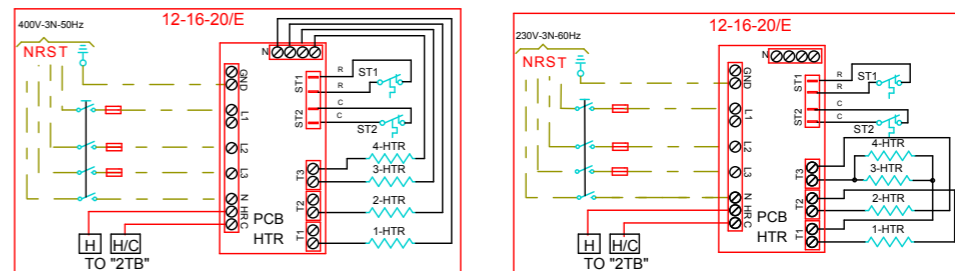 12-16-20/E
400V-3N-50Hz
NRST
N
GND
L1
L2
L3
N
HR
C
ST1
ST2
R
R
C
C
ST1
ST2
4-HTR
3-HTR
2-HTR
1-HTR
T3
T2
T1
PCB
HTR
H
H/C
TO "2TB"
12-16-20/E
230V-3N-60Hz
NRST
N
GND
L1
L2
L3
N
HR
C
ST1
ST2
R
R
C
C
ST1
ST2
4-HTR
3-HTR
2-HTR
1-HTR
T3
T2
T1
PCB
HTR
H
H/C
TO "2TB"